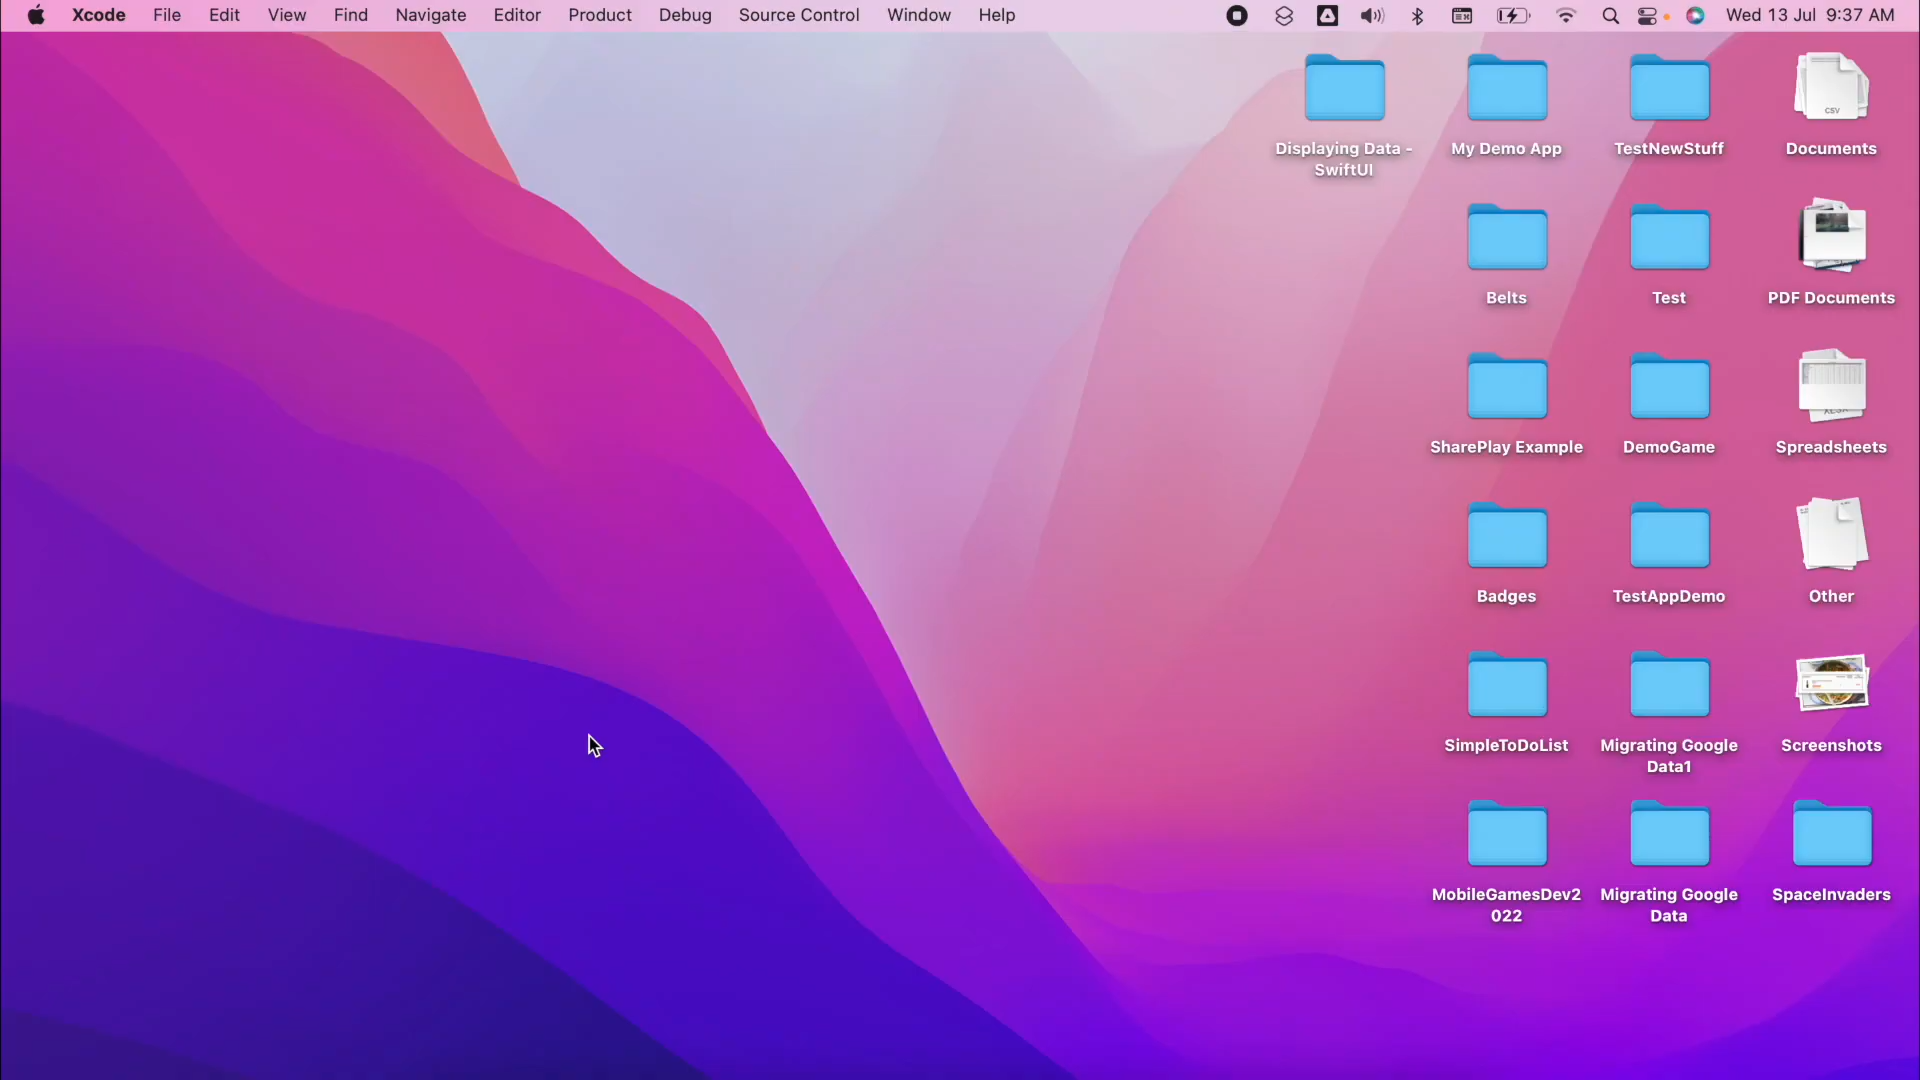 Xcode File Edit View Find Navigate Editor Product Debug Source Control Window Help Wed 13 Jul 9:37 AM
Displaying Data -
SwiftUI
My Demo App
TestNewStuff
CSV
Documents
Belts
Test
PDF Documents
SharePlay Example
DemoGame
XLSX
Spreadsheets
Badges
TestAppDemo
Other
SimpleToDoList
Migrating Google
Data1
Screenshots
MobileGamesDev2
022
Migrating Google
Data
SpaceInvaders